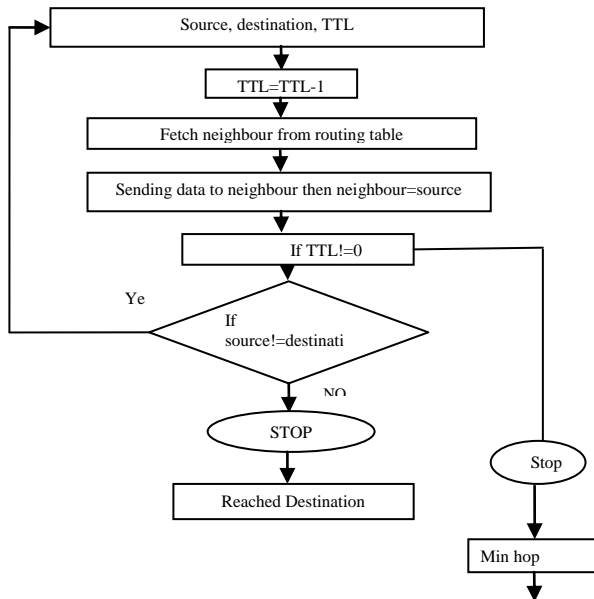 Source, destination, TTL
TTL=TTL-1
Fetch neighbour from routing table
Sending data to neighbour then neighbour=source
If TTL!=0
Ye
If
source!=destinati
NO
STOP
Stop
Reached Destination
Min hop